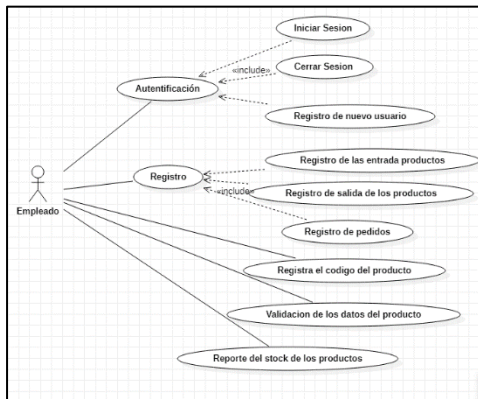 Iniciar Sesion
«include»
Cerrar Sesion
Autentificación
Registro de nuevo usuario
Registro de las entrada productos
Registro
«include»
Registro de salida de los productos
Empleado
Registro de pedidos
Registra el codigo del producto
Validacion de los datos del producto
Reporte del stock de los productos